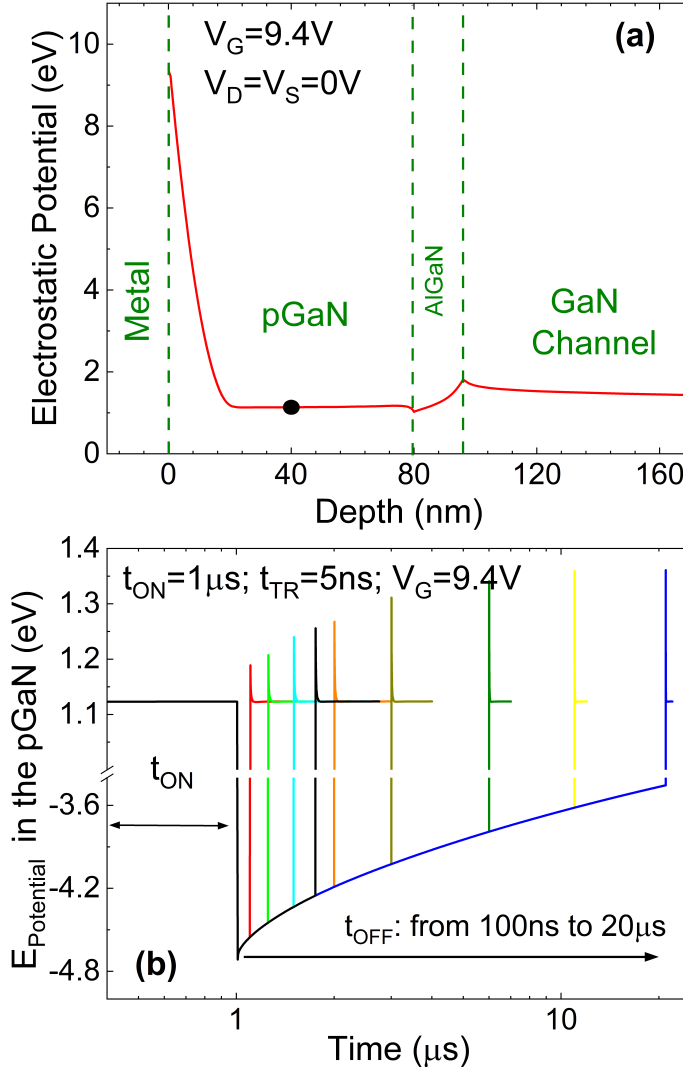 V_G=9.4V
(a)
V_D=V_S=0V
Electrostatic Potential (eV)
10
8
6
4
2
0
Metal
pGaN
AlGaN
GaN
Channel
0
40
80
120
160
Depth (nm)
t_ON=1μs; t_TR=5ns; V_G=9.4V
E_Potential in the pGaN (eV)
1.4
1.3
1.2
1.1
-3.6
-4.2
-4.8
t_ON
t_OFF: from 100ns to 20μs
(b)
1
10
Time (μs)